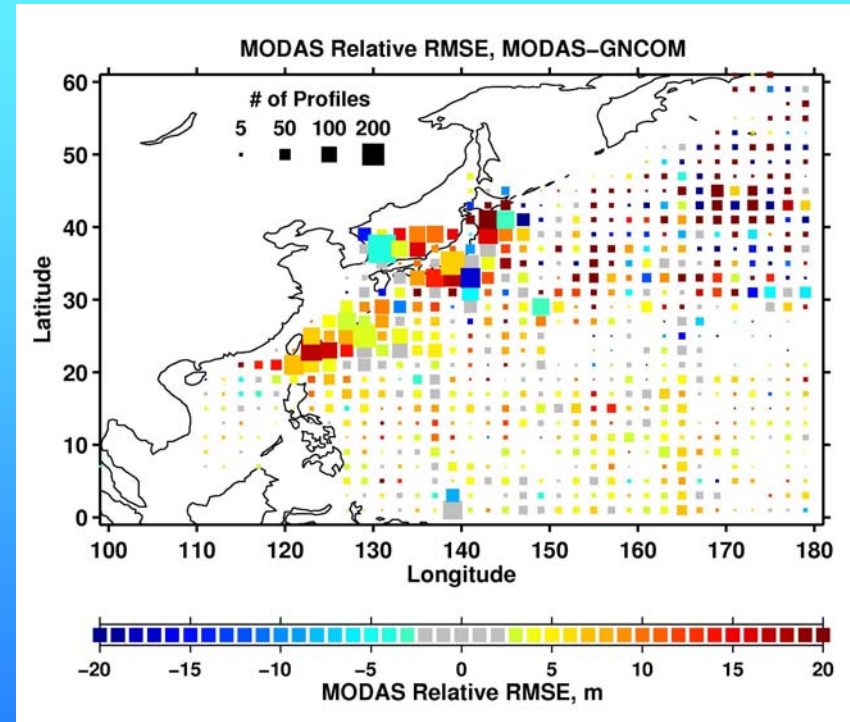 MODAS Relative RMSE, MODAS−GNCOM
# of Profiles
5 50 100 200
60
50
40
30
20
10
0
Latitude
100 110 120 130 140 150 160 170 180
Longitude
−20 −15 −10 −5 0 5 10 15 20
MODAS Relative RMSE, m